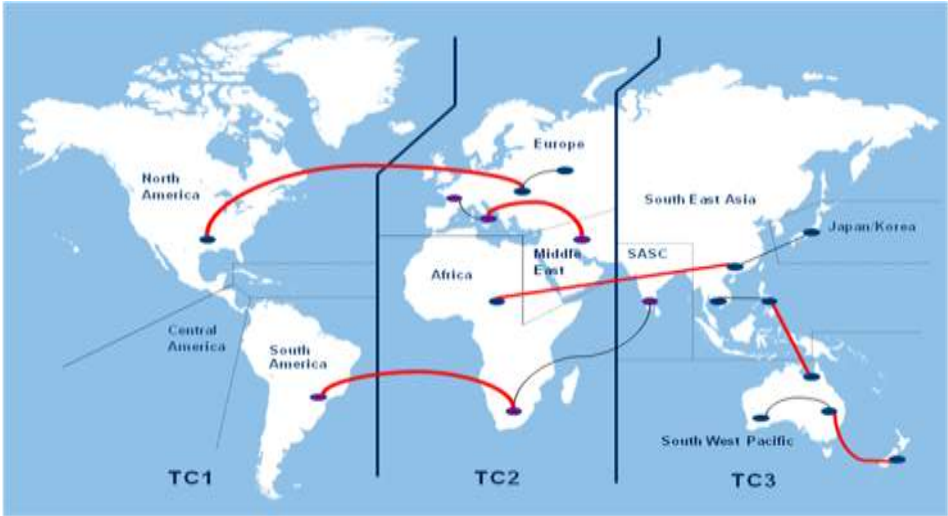 Europe
North
America
South East Asia
Japan/Korea
Middle
East
SASC
Africa
Central
America
South
America
South West Pacific
TC1
TC2
TC3